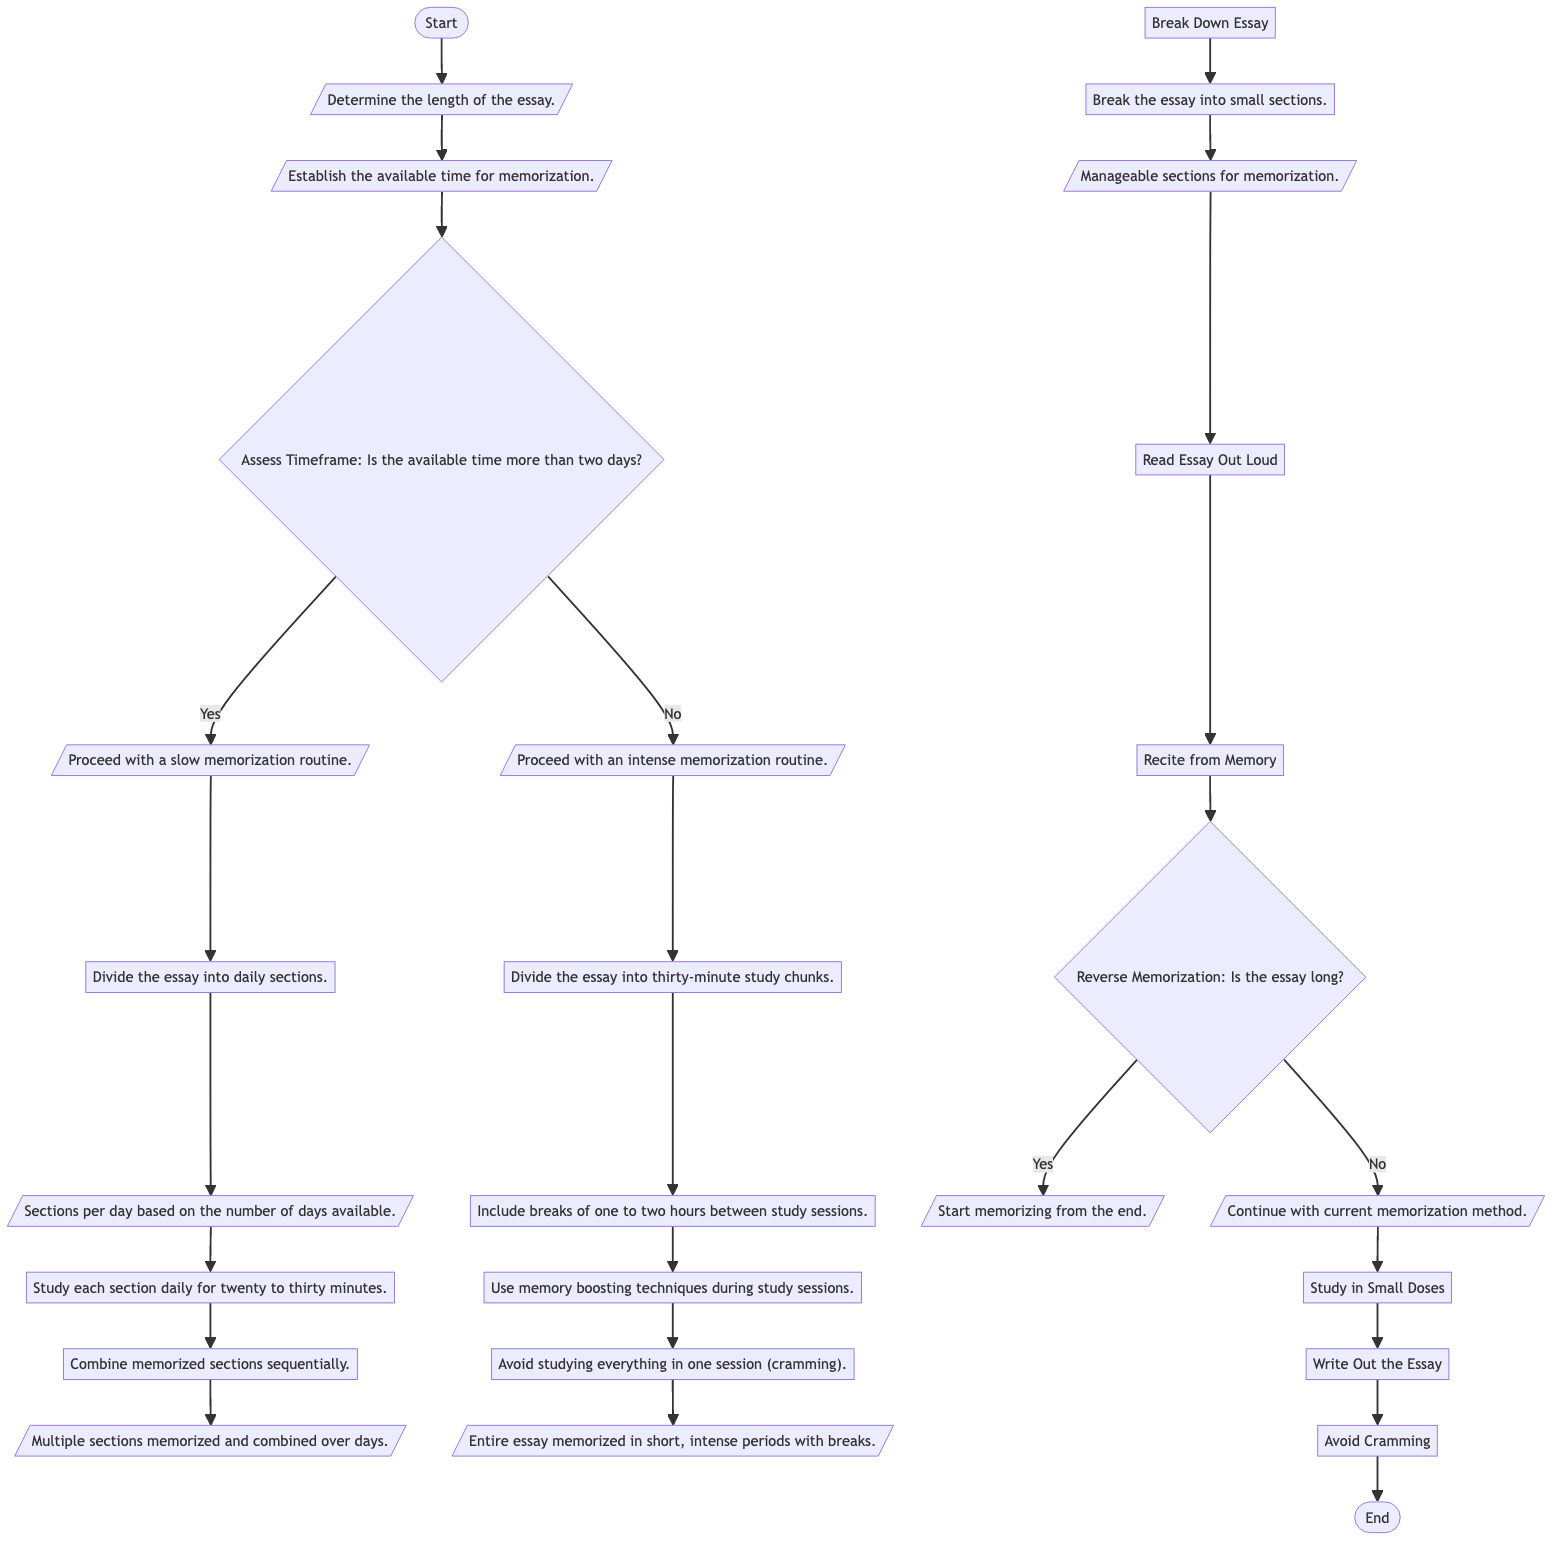 Start
Determine the length of the essay.
Establish the available time for memorization.
Assess Timeframe: Is the available time more than two days?
Yes
No
Proceed with a slow memorization routine.
Proceed with an intense memorization routine.
Divide the essay into daily sections.
Divide the essay into thirty-minute study chunks.
Sections per day based on the number of days available.
Include breaks of one to two hours between study sessions.
Study each section daily for twenty to thirty minutes.
Use memory boosting techniques during study sessions.
Combine memorized sections sequentially.
Avoid studying everything in one session (cramming).
Multiple sections memorized and combined over days.
Entire essay memorized in short, intense periods with breaks.
Break Down Essay
Break the essay into small sections.
Manageable sections for memorization.
Read Essay Out Loud
Recite from Memory
Reverse Memorization: Is the essay long?
Yes
No
Start memorizing from the end.
Continue with current memorization method.
Study in Small Doses
Write Out the Essay
Avoid Cramming
End